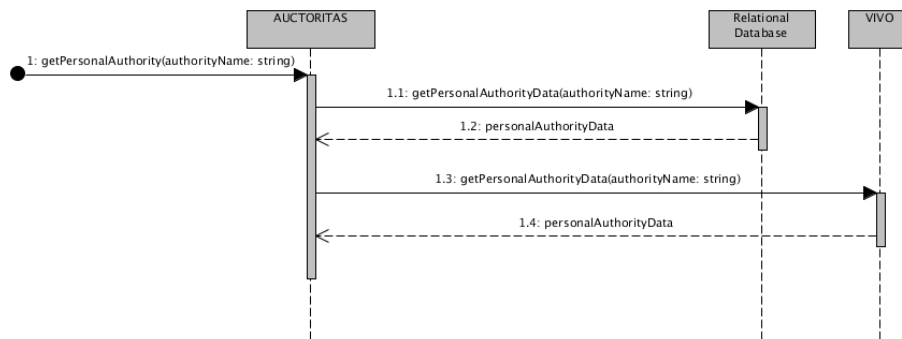 AUCTORITAS
Relational
Database
VIVO
1: getPersonalAuthority(authorityName: string)
1.1: getPersonalAuthorityData(authorityName: string)
1.2: personalAuthorityData
1.3: getPersonalAuthorityData(authorityName: string)
1.4: personalAuthorityData